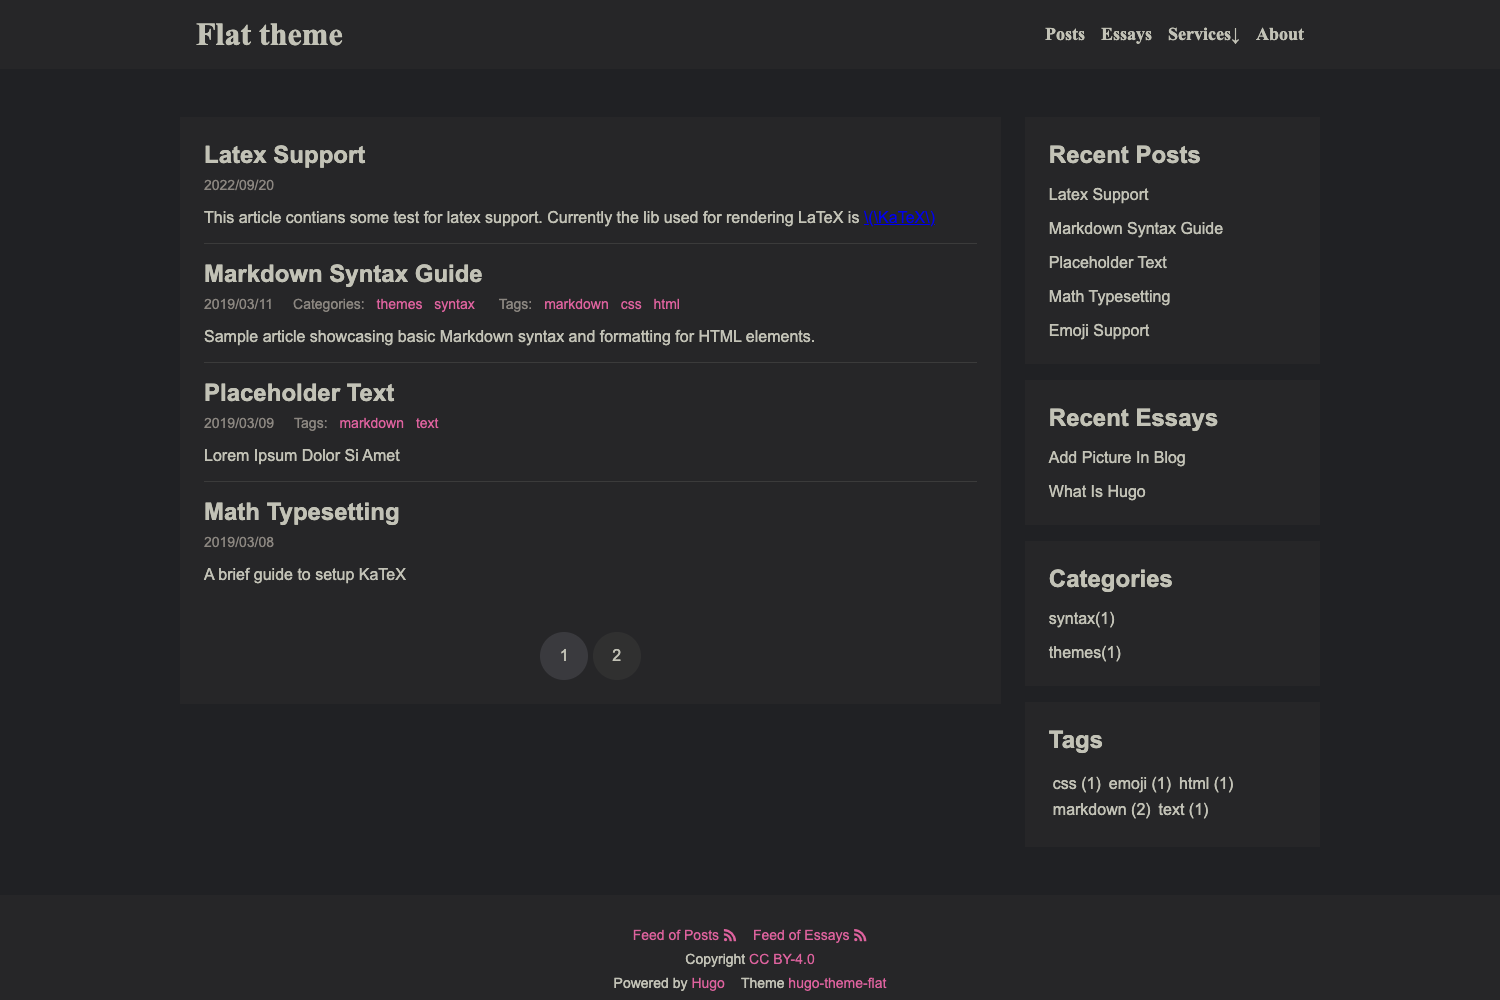 Flat theme
Posts Essays Services↓ About
Latex Support
2022/09/20
This article contians some test for latex support. Currently the lib used for rendering LaTeX is \(\KaTeX\)
Markdown Syntax Guide
2019/03/11 Categories: themes syntax Tags: markdown css html
Sample article showcasing basic Markdown syntax and formatting for HTML elements.
Placeholder Text
2019/03/09 Tags: markdown text
Lorem Ipsum Dolor Si Amet
Math Typesetting
2019/03/08
A brief guide to setup KaTeX
1 2
Recent Posts
Latex Support
Markdown Syntax Guide
Placeholder Text
Math Typesetting
Emoji Support
Recent Essays
Add Picture In Blog
What Is Hugo
Categories
syntax(1)
themes(1)
Tags
css (1) emoji (1) html (1)
markdown (2) text (1)
Feed of Posts Feed of Essays
Copyright CC BY-4.0
Powered by Hugo Theme hugo-theme-flat